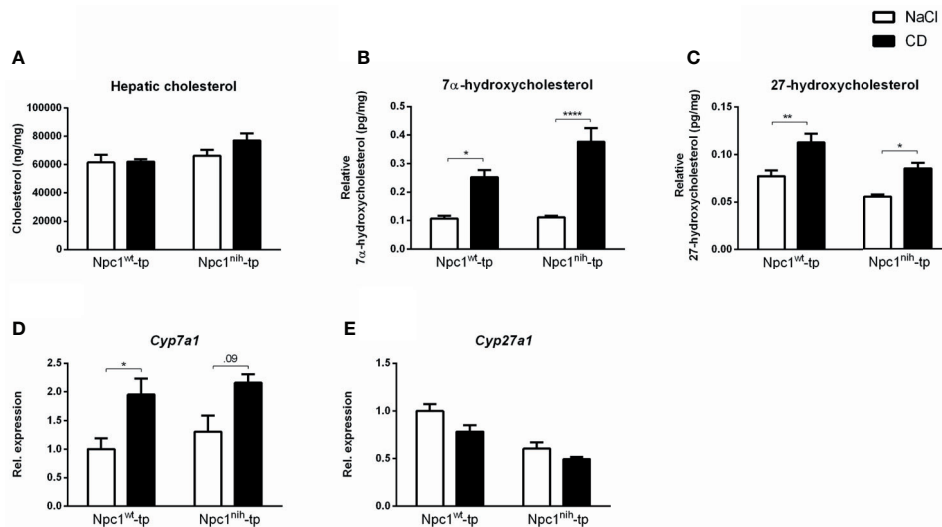 NaCl
CD
A
Hepatic cholesterol
Cholesterol (ng/mg)
100000
80000
60000
40000
20000
0
Npc1wt-tp
Npc1nih-tp
B
7α-hydroxycholesterol
Relative
7α-hydroxycholesterol (pg/mg)
0.5
0.4
0.3
0.2
0.1
0.0
*
****
Npc1wt-tp
Npc1nih-tp
C
27-hydroxycholesterol
Relative
27-hydroxycholesterol (pg/mg)
0.15
0.10
0.05
0.00
**
*
Npc1wt-tp
Npc1nih-tp
D
Cyp7a1
Rel. expression
2.5
2.0
1.5
1.0
0.5
0.0
*
.09
Npc1wt-tp
Npc1nih-tp
E
Cyp27a1
Rel. expression
1.5
1.0
0.5
0.0
Npc1wt-tp
Npc1nih-tp